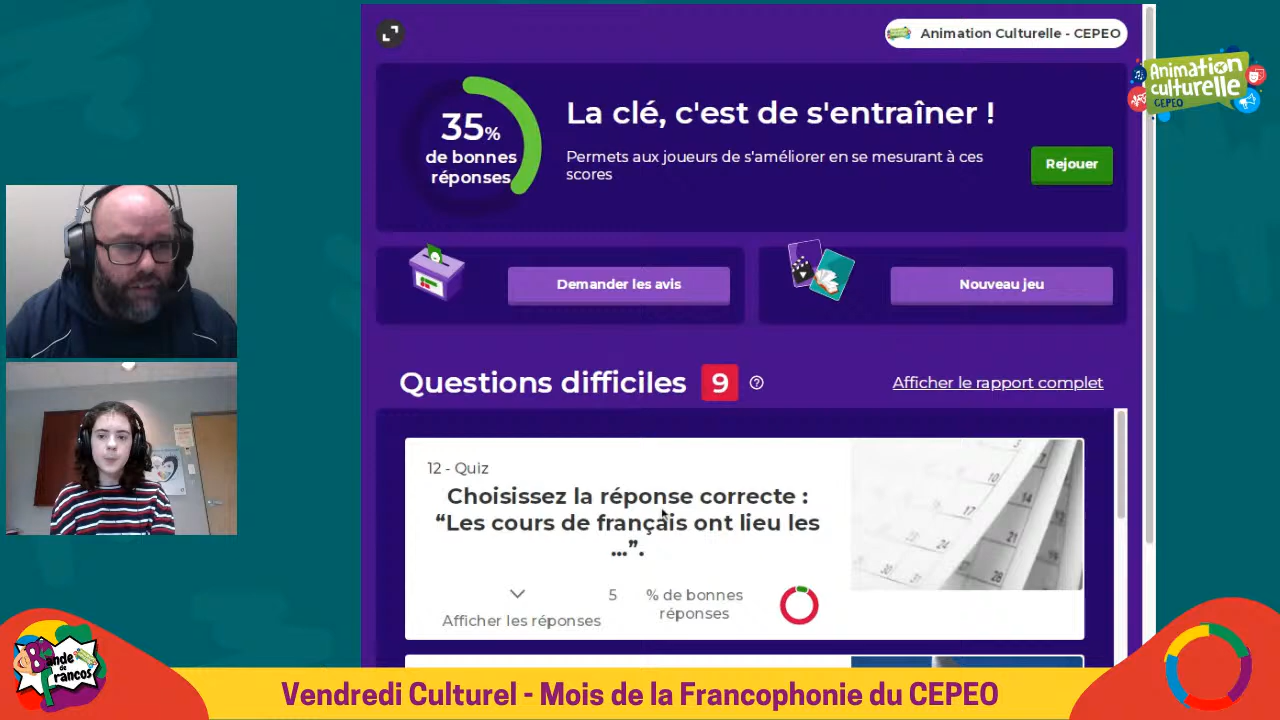 Animation Culturelle - CEPEO
Animation
culturelle
CEPEO
35%
de bonnes
réponses
La clé, c'est de s'entraîner !
Permets aux joueurs de s'améliorer en se mesurant à ces
scores
Rejouer
Demander les avis
Nouveau jeu
Questions difficiles 9
Afficher le rapport complet
12 - Quiz
Choisissez la réponse correcte :
“Les cours de français ont lieu les
...”.
Afficher les réponses
5
% de bonnes
réponses
Bande
de
Francos
Vendredi Culturel - Mois de la Francophonie du CEPEO